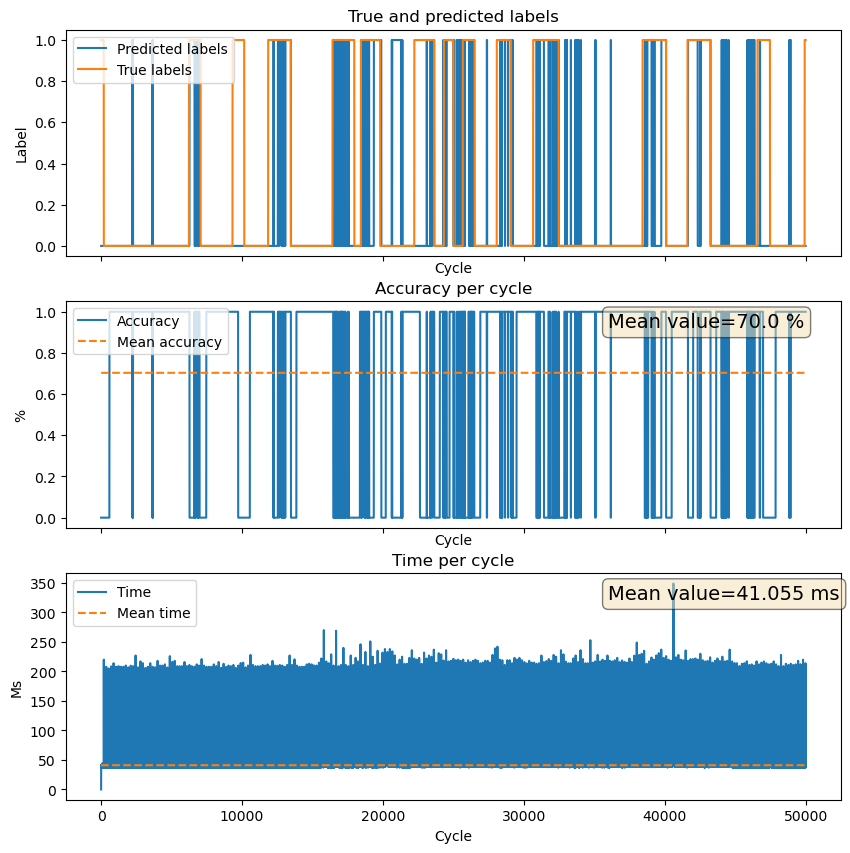 True and predicted labels
1.0
0.8
0.6
0.4
0.2
0.0
Label
Predicted labels
True labels
Cycle
Accuracy per cycle
1.0
0.8
0.6
0.4
0.2
0.0
%
Accuracy
Mean accuracy
Mean value=70.0 %
Cycle
Time per cycle
350
300
250
200
150
100
50
0
Ms
Time
Mean time
Mean value=41.055 ms
0
10000
20000
30000
40000
50000
Cycle